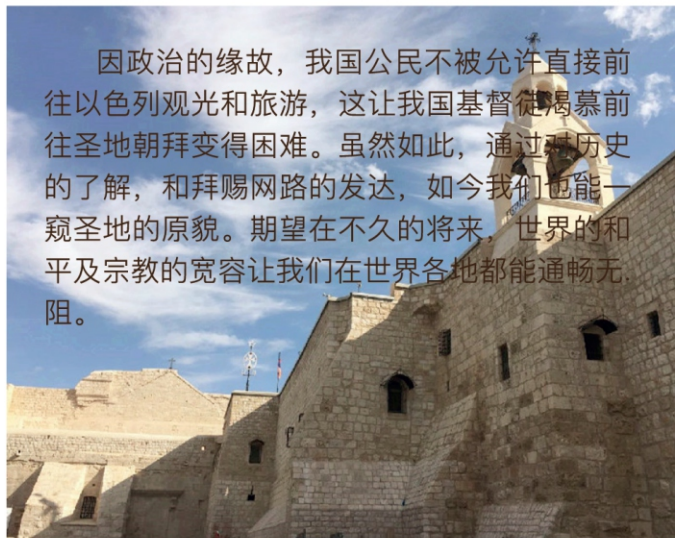 因政治的缘故，我国公民不被允许直接前
往以色列观光和旅游，这让我国基督徒渴慕前
往圣地朝拜变得困难。虽然如此，通过对历史
的了解，和拜赐网路的发达，如今我们也能一
窥圣地的原貌。期望在不久的将来，世界的和
平及宗教的宽容让我们在世界各地都能通畅无
阻。